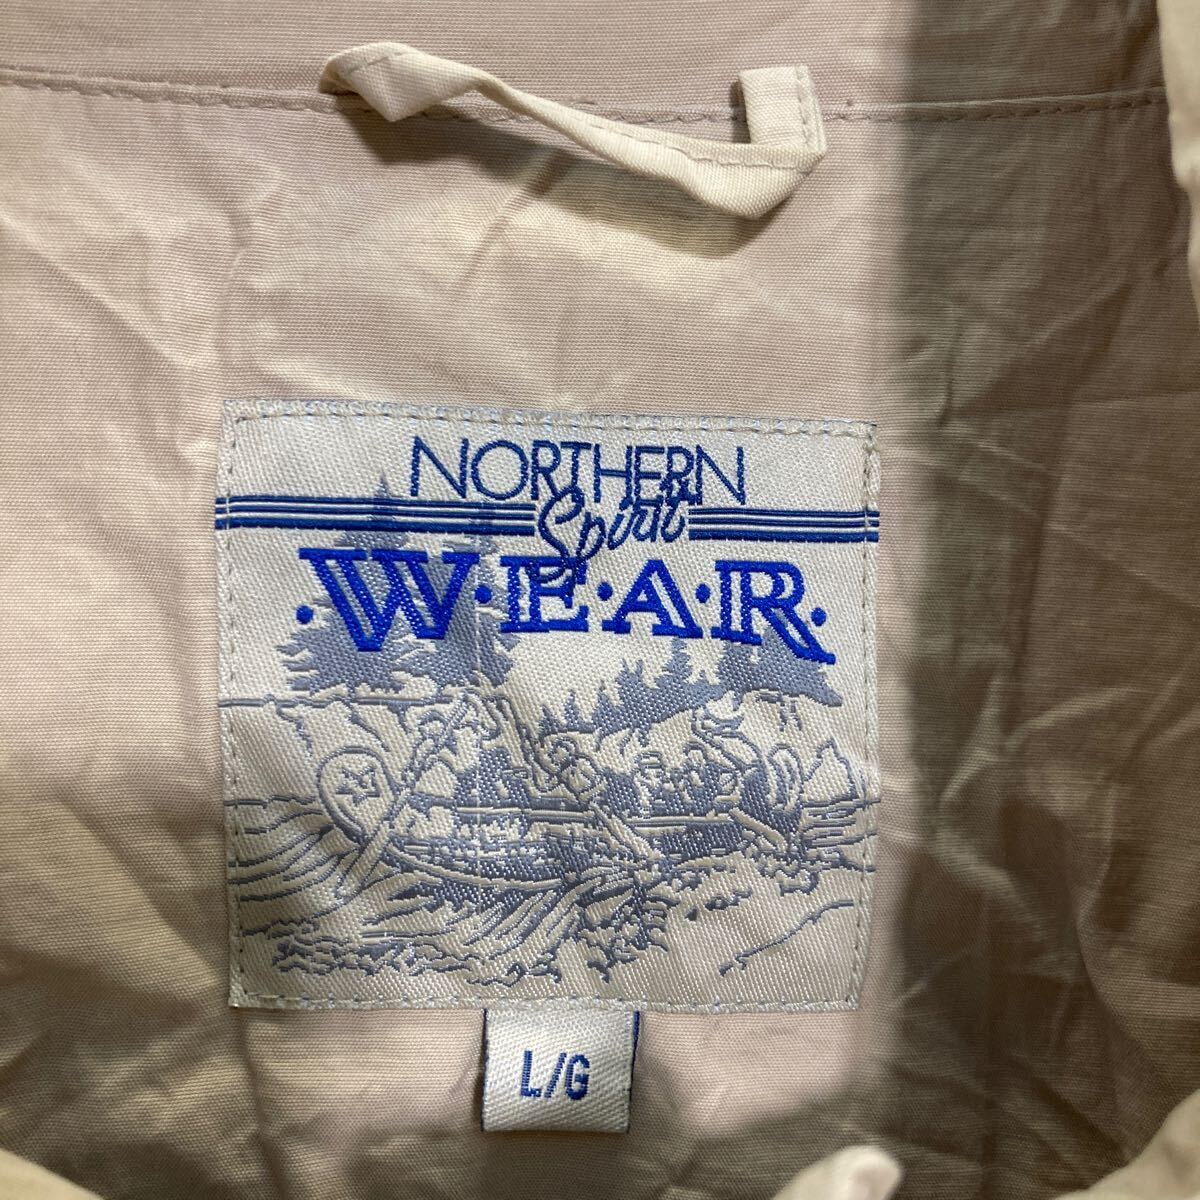 NORTHERN
Spirit
·W·E·A·R·
L/G